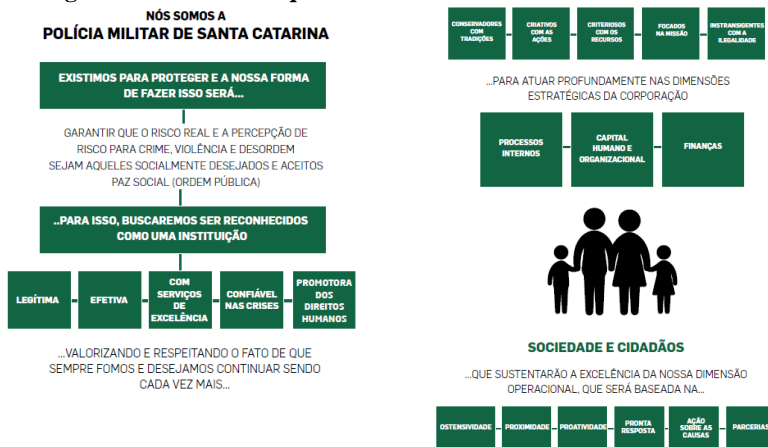 NÓS SOMOS A
POLÍCIA MILITAR DE SANTA CATARINA
EXISTIMOS PARA PROTEGER E A NOSSA FORMA
DE FAZER ISSO SERÁ...
GARANTIR QUE O RISCO REAL E A PERCEPÇÃO DE
RISCO PARA CRIME, VIOLÊNCIA E DESORDEM
SEJAM AQUELES SOCIALMENTE DESEJADOS E ACEITOS
PAZ SOCIAL (ORDEM PÚBLICA)
..PARA ISSO, BUSCAREMOS SER RECONHECIDOS
COMO UMA INSTITUIÇÃO
LEGÍTIMA
EFETIVA
COM
SERVIÇOS
DE
EXCELÊNCIA
CONFIÁVEL
NAS CRISES
PROMOTORA
DOS
DIREITOS
HUMANOS
...VALORIZANDO E RESPEITANDO O FATO DE QUE
SEMPRE FOMOS E DESEJAMOS CONTINUAR SENDO
CADA VEZ MAIS...
CONSERVADORES
COM
TRADIÇÕES
CRIATIVOS
COM AS
AÇÕES
CRITERIOSOS
COM OS
RECURSOS
FOCADOS
NA MISSÃO
INSTRANSIGENTES
COM A
ILEGALIDADE
...PARA ATUAR PROFUNDAMENTE NAS DIMENSÕES
ESTRATÉGICAS DA CORPORAÇÃO
PROCESSOS
INTERNOS
CAPITAL
HUMANO E
ORGANIZACIONAL
FINANÇAS
SOCIEDADE E CIDADÃOS
...QUE SUSTENTARÃO A EXCELÊNCIA DA NOSSA DIMENSÃO
OPERACIONAL, QUE SERÁ BASEADA NA...
OSTENSIVIDADE
PROXIMIDADE
PROATIVIDADE
PRONTA
RESPOSTA
AÇÃO
SOBRE AS
CAUSAS
PARCERIAS